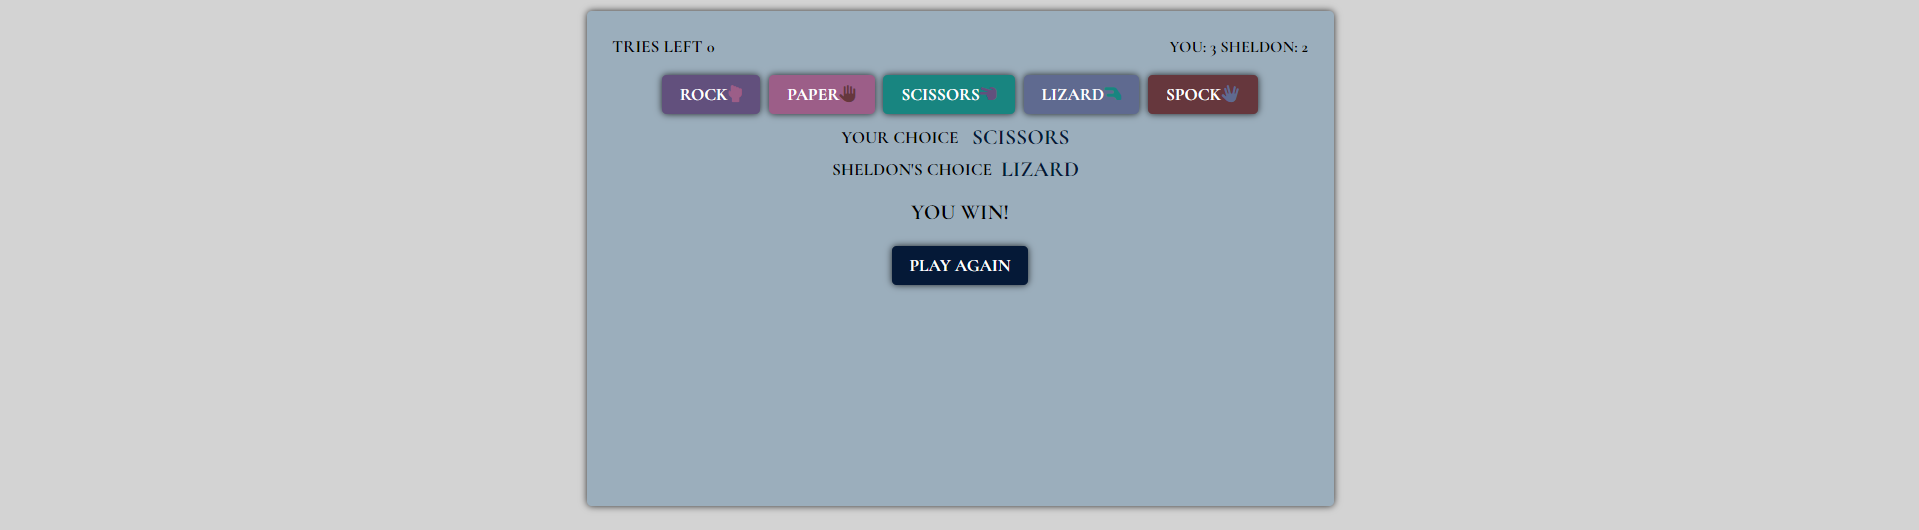 TRIES LEFT 0 YOU: 3 SHELDON: 2
ROCK PAPER SCISSORS LIZARD SPOCK
YOUR CHOICE SCISSORS
SHELDON'S CHOICE LIZARD
YOU WIN!
PLAY AGAIN